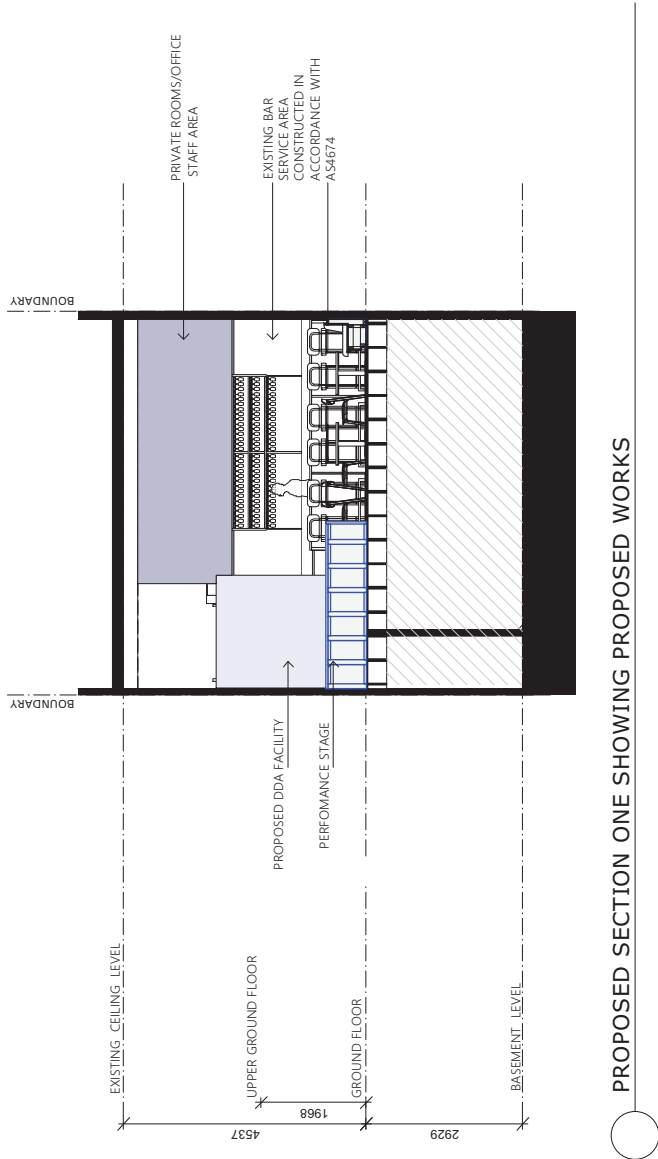 BOUNDARY
BOUNDARY
PRIVATE ROOMS/OFFICE
STAFF AREA
EXISTING BAR
SERVICE AREA
CONSTRUCTED IN
ACCORDANCE WITH
AS4674
PROPOSED DDA FACILITY
PERFOMANCE STAGE
EXISTING CEILING LEVEL
UPPER GROUND FLOOR
GROUND FLOOR
BASEMENT LEVEL
4537
1968
2929
PROPOSED SECTION ONE SHOWING PROPOSED WORKS